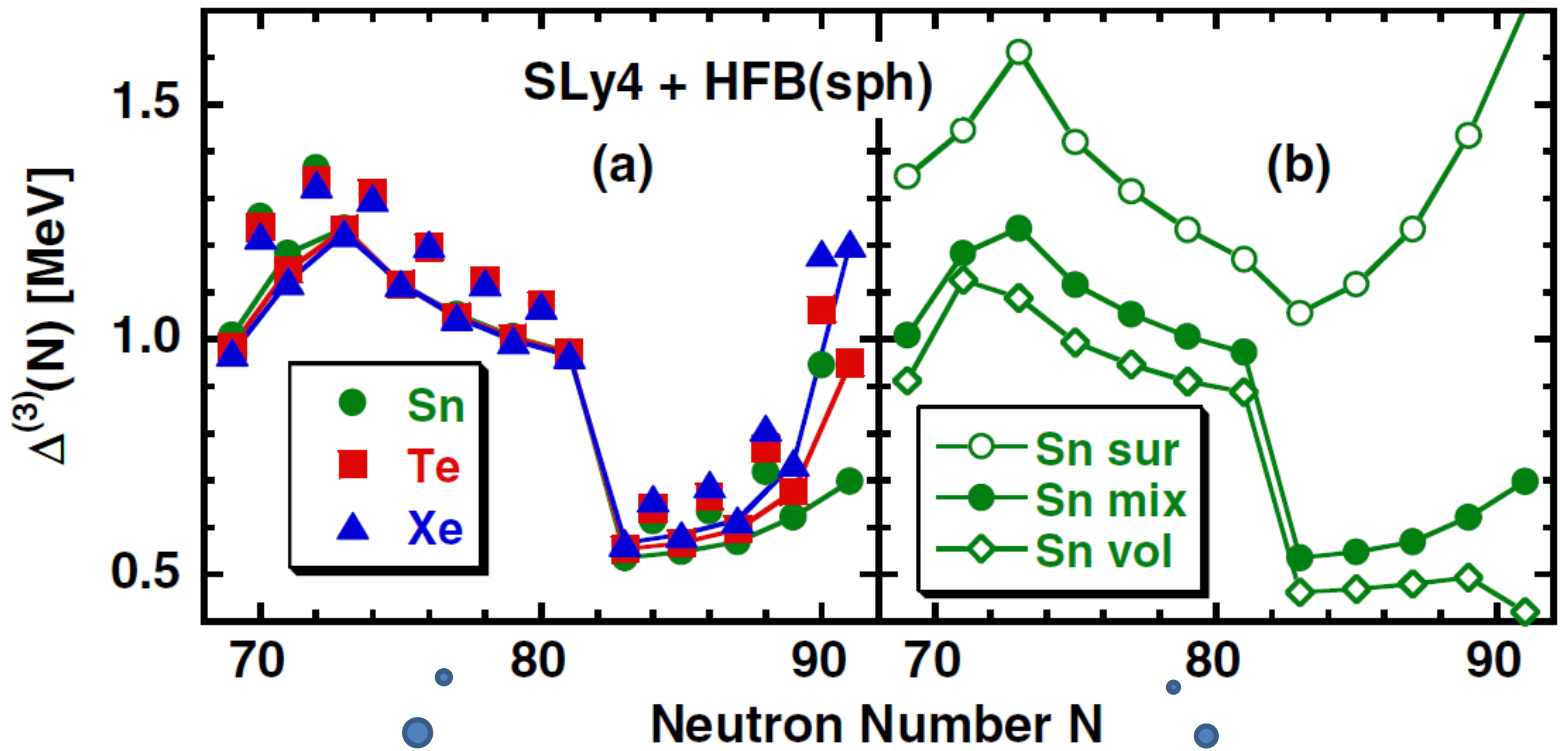 SLy4 + HFB(sph)
(a)
(b)
Δ(3)(N) [MeV]
1.5
1.0
0.5
Sn
Te
Xe
Sn sur
Sn mix
Sn vol
70 80 90 70 80 90
Neutron Number N